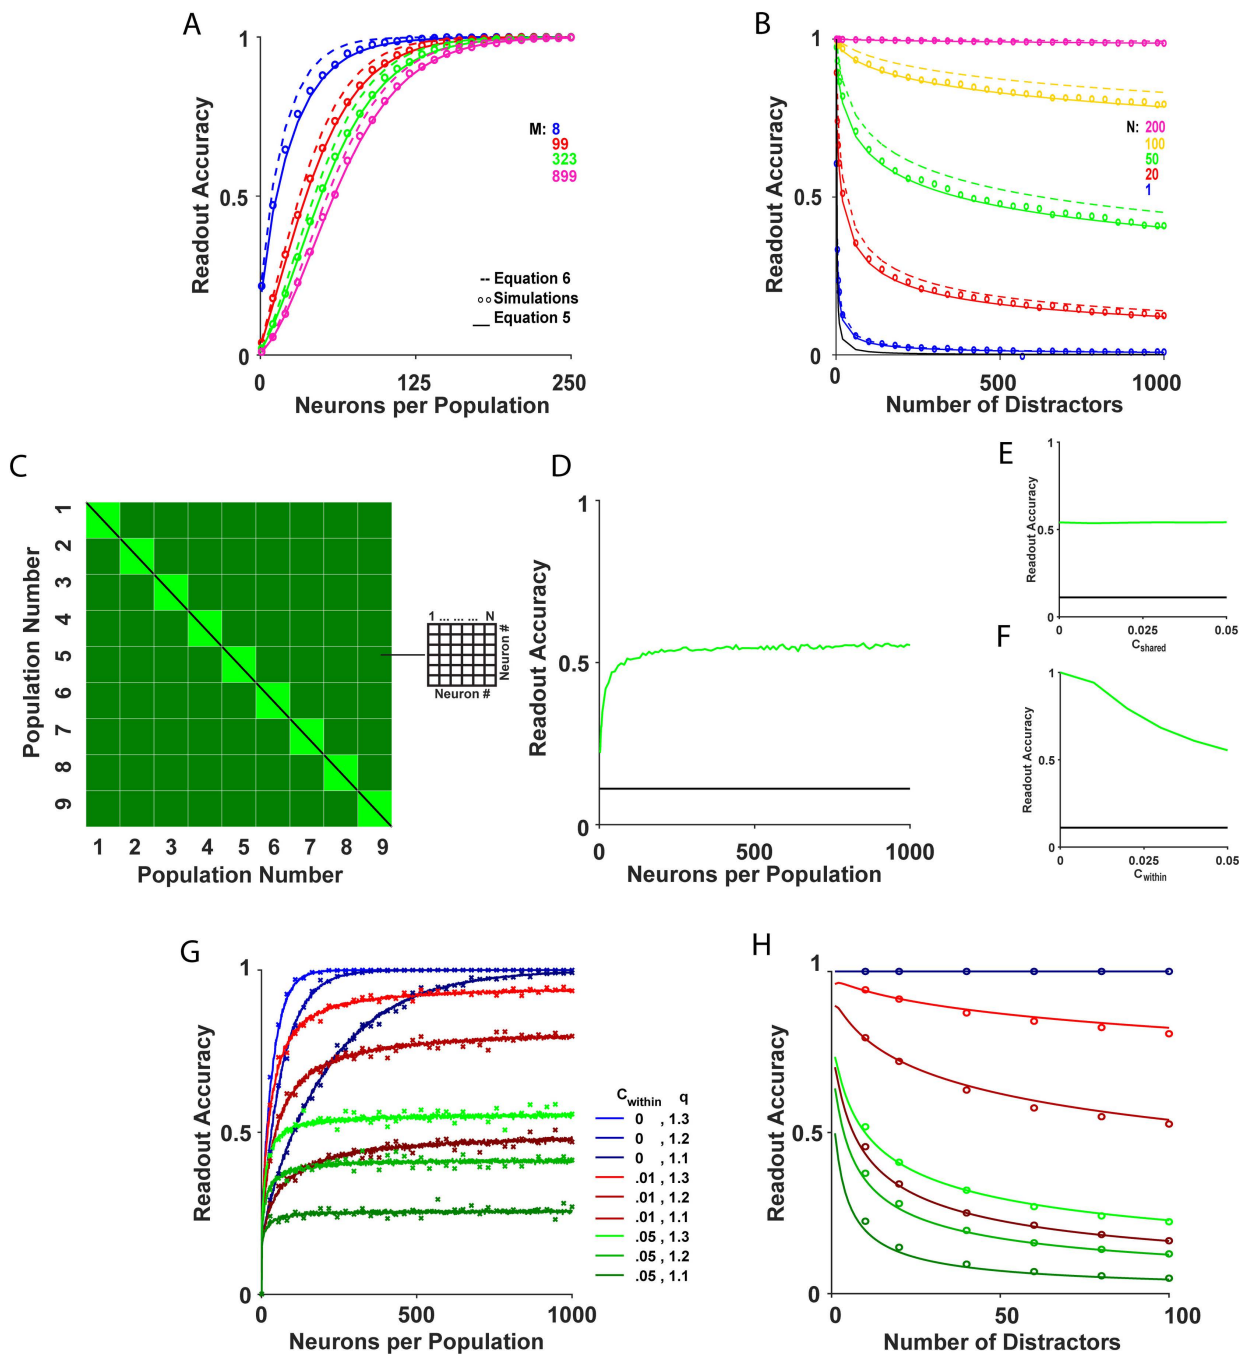 A
1
0.5
0
0
125
250
Readout Accuracy
Neurons per Population
M: 8
99
323
899
-- Equation 6
oo Simulations
__ Equation 5
B
1
0.5
0
0
500
1000
Readout Accuracy
Number of Distractors
N: 200
100
50
20
1
C
Population Number
1
2
3
4
5
6
7
8
9
1 2 3 4 5 6 7 8 9
Population Number
1 ... ... ... N
Neuron #
Neuron #
D
1
0.5
0
0 500 1000
Readout Accuracy
Neurons per Population
E
1
0.5
0
0 0.025 0.05
Readout Accuracy
Cshared
F
1
0.5
0
0 0.025 0.05
Readout Accuracy
Cwithin
G
1
0.5
0
0 500 1000
Readout Accuracy
Neurons per Population
Cwithin q
0 , 1.3
0 , 1.2
0 , 1.1
.01 , 1.3
.01 , 1.2
.01 , 1.1
.05 , 1.3
.05 , 1.2
.05 , 1.1
H
1
0.5
0
0 50 100
Readout Accuracy
Number of Distractors